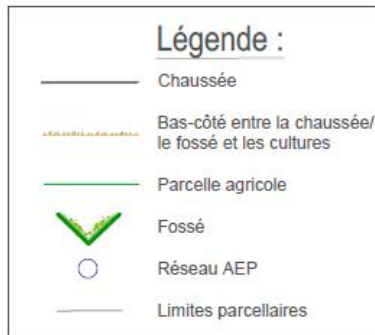 Légende :
Chaussée
Bas-côté entre la chaussée/
le fossé et les cultures
Parcelle agricole
Fossé
Réseau AEP
Limites parcellaires